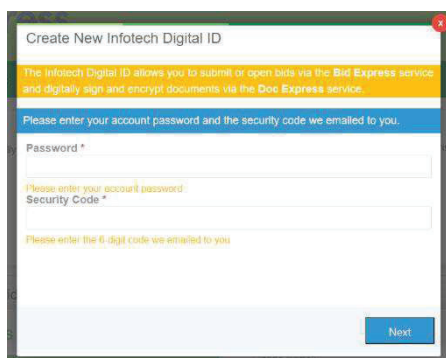 x
Create New Infotech Digital ID
The Infotech Digital ID allows you to submit or open bids via the Bid Express service
and digitally sign and encrypt documents via the Doc Express service.
Please enter your account password and the security code we emailed to you.
Password *
Please enter your account password
Security Code *
Please enter the 6 digit code we emailed to you
Next